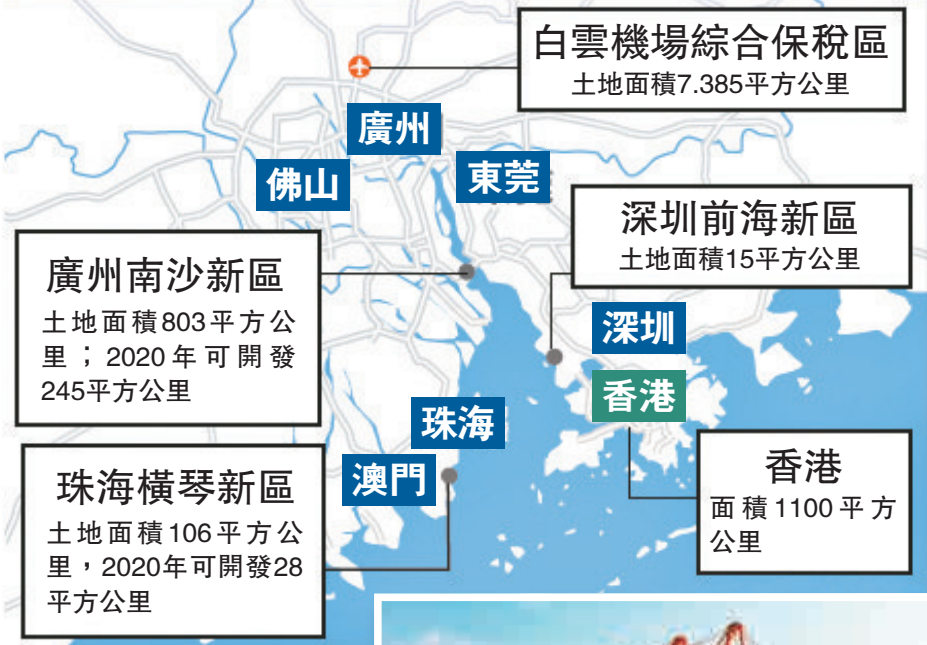 白雲機場綜合保税區
土地面積7.385平方公里
廣州
佛山
東莞
深圳前海新區
土地面積15平方公里
廣州南沙新區
土地面積803平方公
里；2020年可開發
245平方公里
深圳
香港
珠海
澳門
珠海橫琴新區
土地面積106平方公
里，2020年可開發28
平方公里
香港
面積1100平方
公里